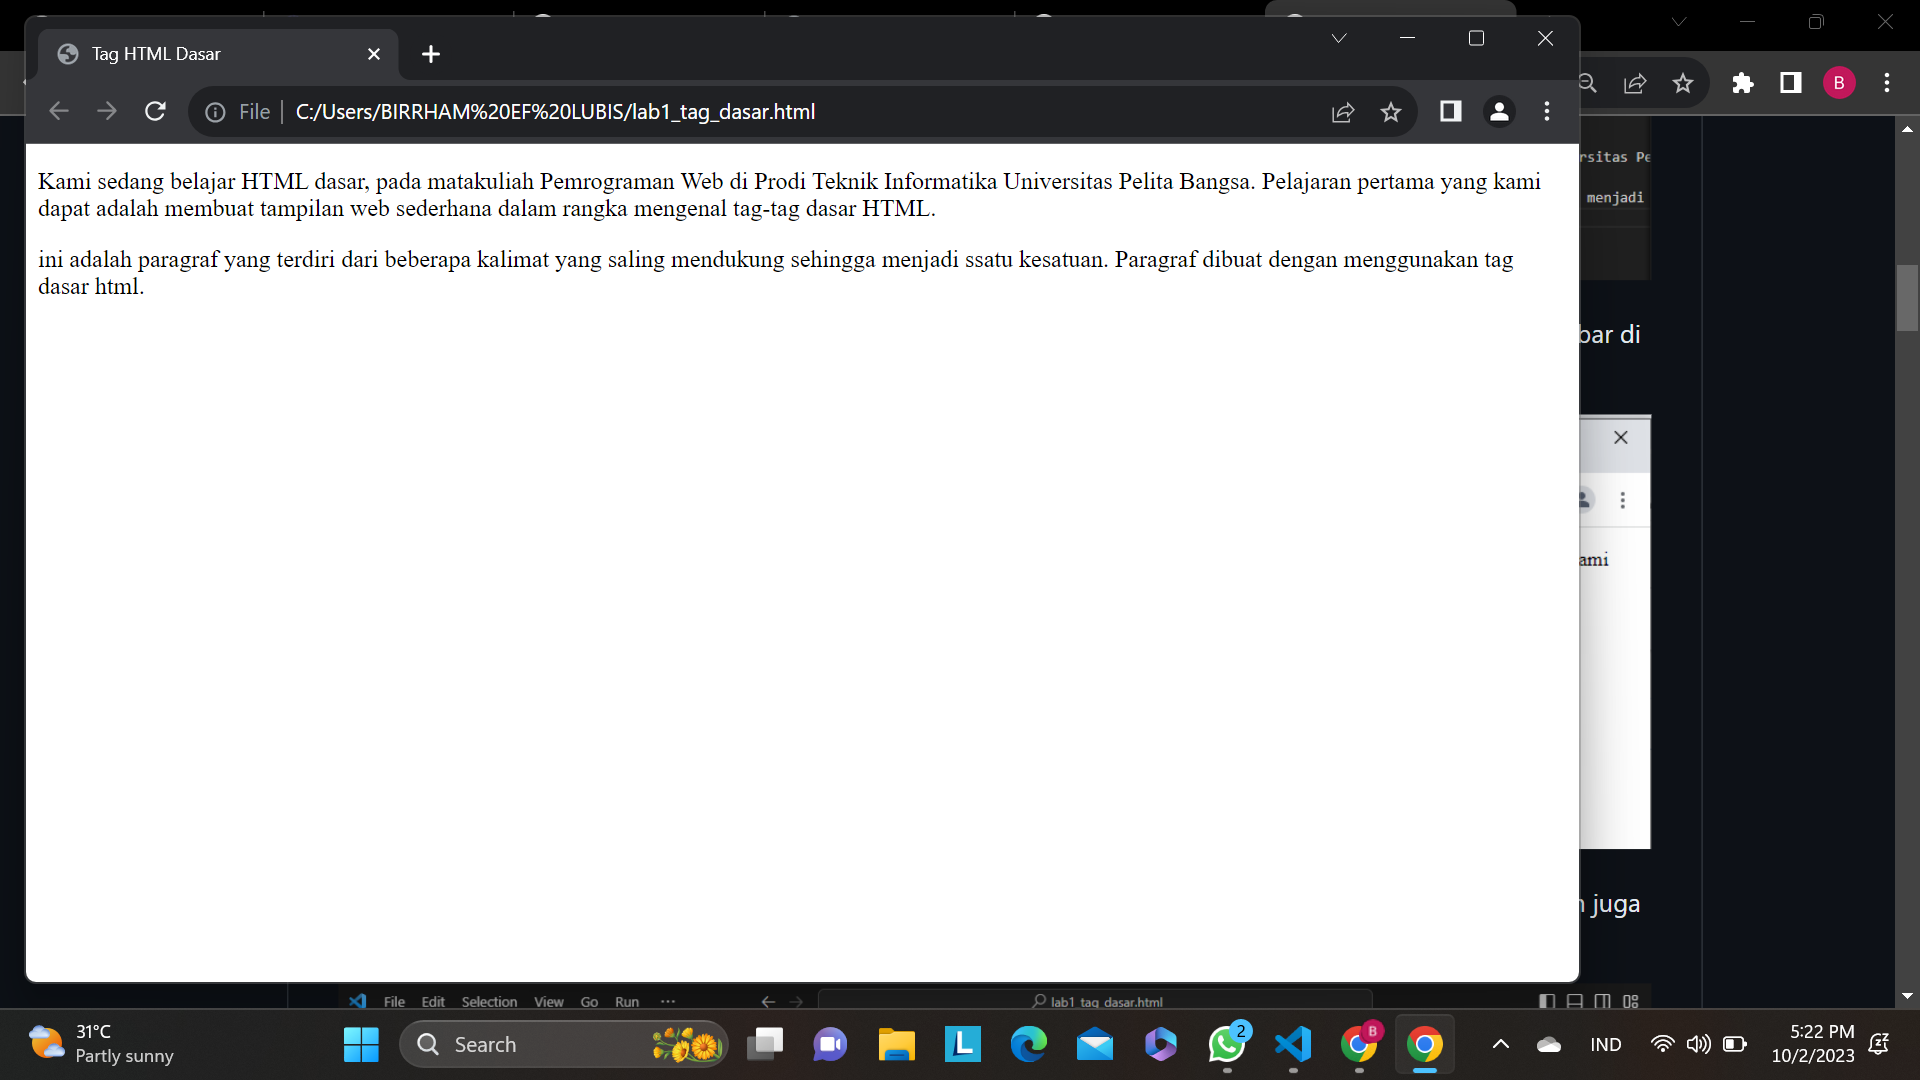 Tag HTML Dasar
File
C:/Users/BIRRHAM%20EF%20LUBIS/lab1_tag_dasar.html
B
Kami sedang belajar HTML dasar, pada matakuliah Pemrograman Web di Prodi Teknik Informatika Universitas Pelita Bangsa. Pelajaran pertama yang kami
dapat adalah membuat tampilan web sederhana dalam rangka mengenal tag-tag dasar HTML.
ini adalah paragraf yang terdiri dari beberapa kalimat yang saling mendukung sehingga menjadi ssatu kesatuan. Paragraf dibuat dengan menggunakan tag
dasar html.
rsitas Pe
menjadi
bar di
ami
juga
File Edit Selection View Go Run ...
lab1_tag_dasar.html
31°C
Partly sunny
Search
L
2
B
IND
5:22 PM
10/2/2023